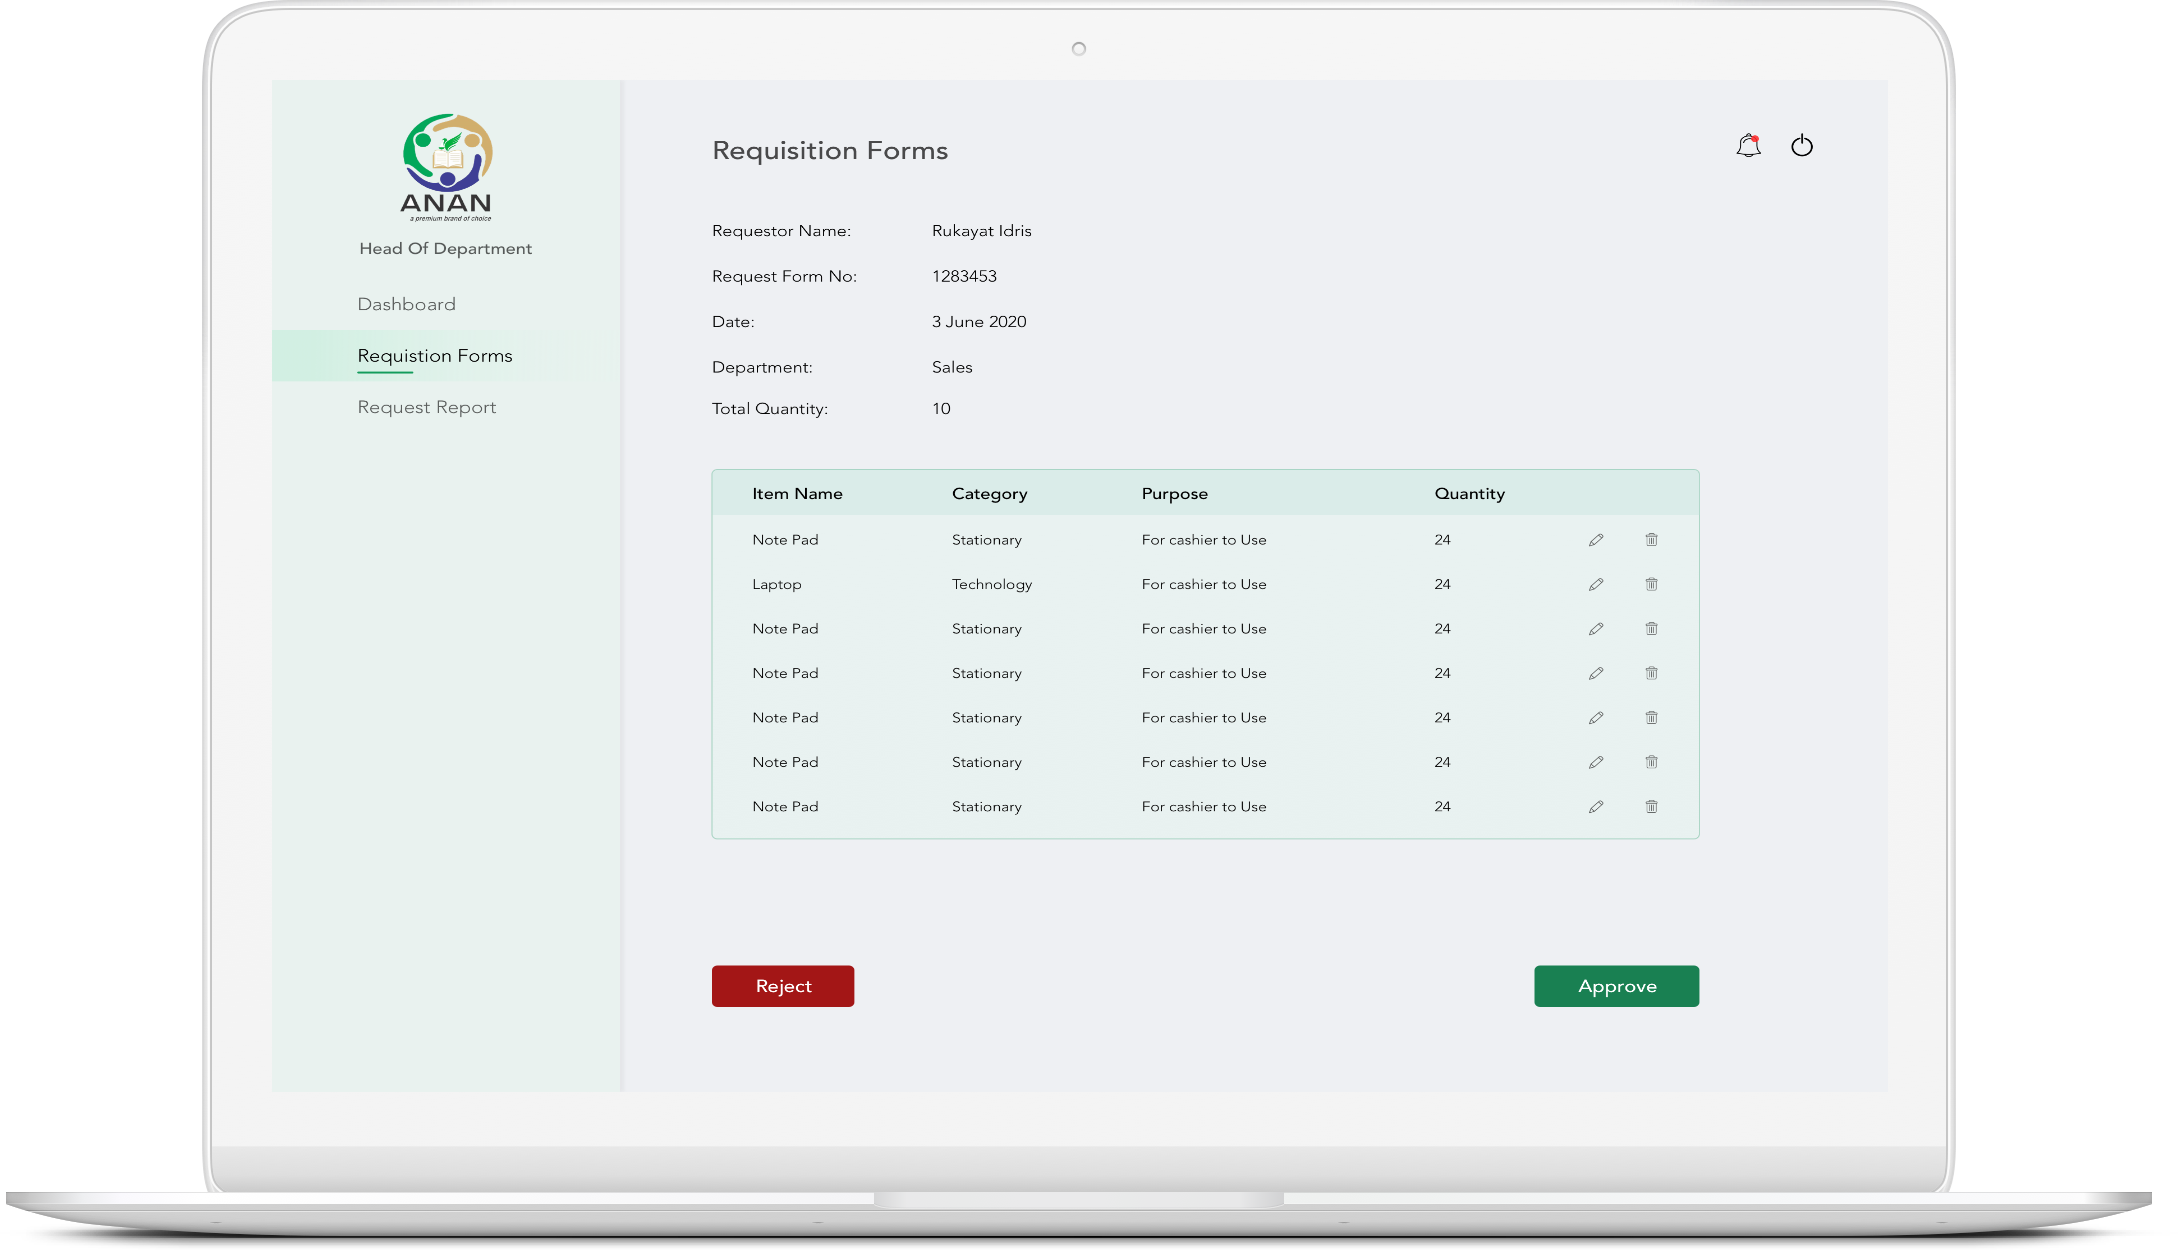 ANAN
a premium brand of choice
Head Of Department
Dashboard
Requistion Forms
Request Report
Requisition Forms
Requestor Name: Rukayat Idris
Request Form No: 1283453
Date: 3 June 2020
Department: Sales
Total Quantity: 10
Item Name Category Purpose Quantity
Note Pad Stationary For cashier to Use 24
Laptop Technology For cashier to Use 24
Note Pad Stationary For cashier to Use 24
Note Pad Stationary For cashier to Use 24
Note Pad Stationary For cashier to Use 24
Note Pad Stationary For cashier to Use 24
Note Pad Stationary For cashier to Use 24
Reject Approve